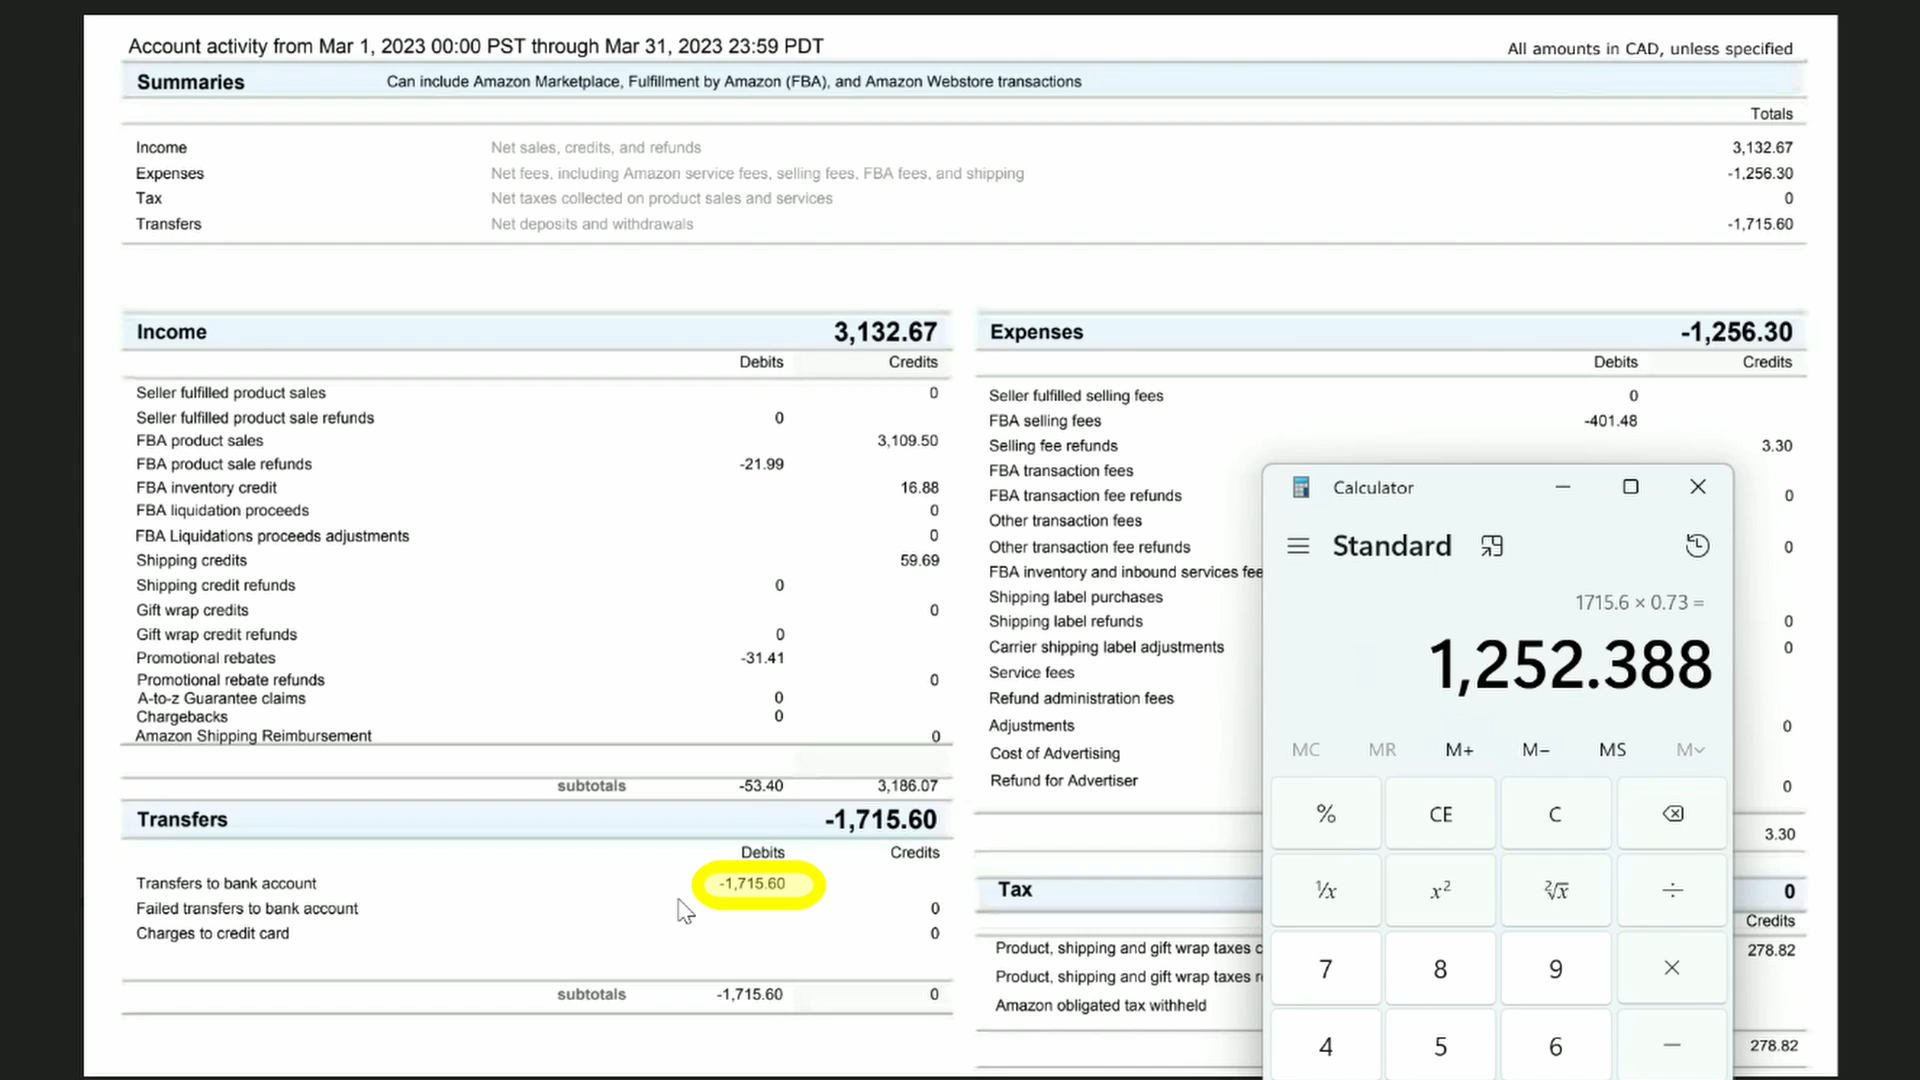 Account activity from Mar 1, 2023 00:00 PST through Mar 31, 2023 23:59 PDT
All amounts in CAD, unless specified
Summaries Can include Amazon Marketplace, Fulfillment by Amazon (FBA), and Amazon Webstore transactions
Totals
Income Net sales, credits, and refunds 3,132.67
Expenses Net fees, including Amazon service fees, selling fees, FBA fees, and shipping -1,256.30
Tax Net taxes collected on product sales and services 0
Transfers Net deposits and withdrawals -1,715.60
Income 3,132.67
Debits Credits
Seller fulfilled product sales 0
Seller fulfilled product sale refunds 0
FBA product sales 3,109.50
FBA product sale refunds -21.99
FBA inventory credit 16.88
FBA liquidation proceeds 0
FBA Liquidations proceeds adjustments 0
Shipping credits 59.69
Shipping credit refunds 0
Gift wrap credits 0
Gift wrap credit refunds 0
Promotional rebates -31.41
Promotional rebate refunds 0
A-to-z Guarantee claims 0
Chargebacks 0
Amazon Shipping Reimbursement 0
subtotals -53.40 3,186.07
Transfers -1,715.60
Debits Credits
Transfers to bank account -1,715.60
Failed transfers to bank account 0
Charges to credit card 0
subtotals -1,715.60 0
Expenses -1,256.30
Debits Credits
Seller fulfilled selling fees 0
FBA selling fees -401.48
Selling fee refunds 3.30
FBA transaction fees
FBA transaction fee refunds 0
Other transaction fees
Other transaction fee refunds 0
FBA inventory and inbound services fee
Shipping label purchases
Shipping label refunds 0
Carrier shipping label adjustments 0
Service fees
Refund administration fees
Adjustments 0
Cost of Advertising
Refund for Advertiser 0
3.30
Tax 0
Credits
Product, shipping and gift wrap taxes c 278.82
Product, shipping and gift wrap taxes r
Amazon obligated tax withheld
278.82
Calculator
Standard
1715.6 × 0.73 =
1,252.388
MC MR M+ M− MS M
% CE C
1/x x² ²√x ÷
7 8 9 ×
4 5 6 −